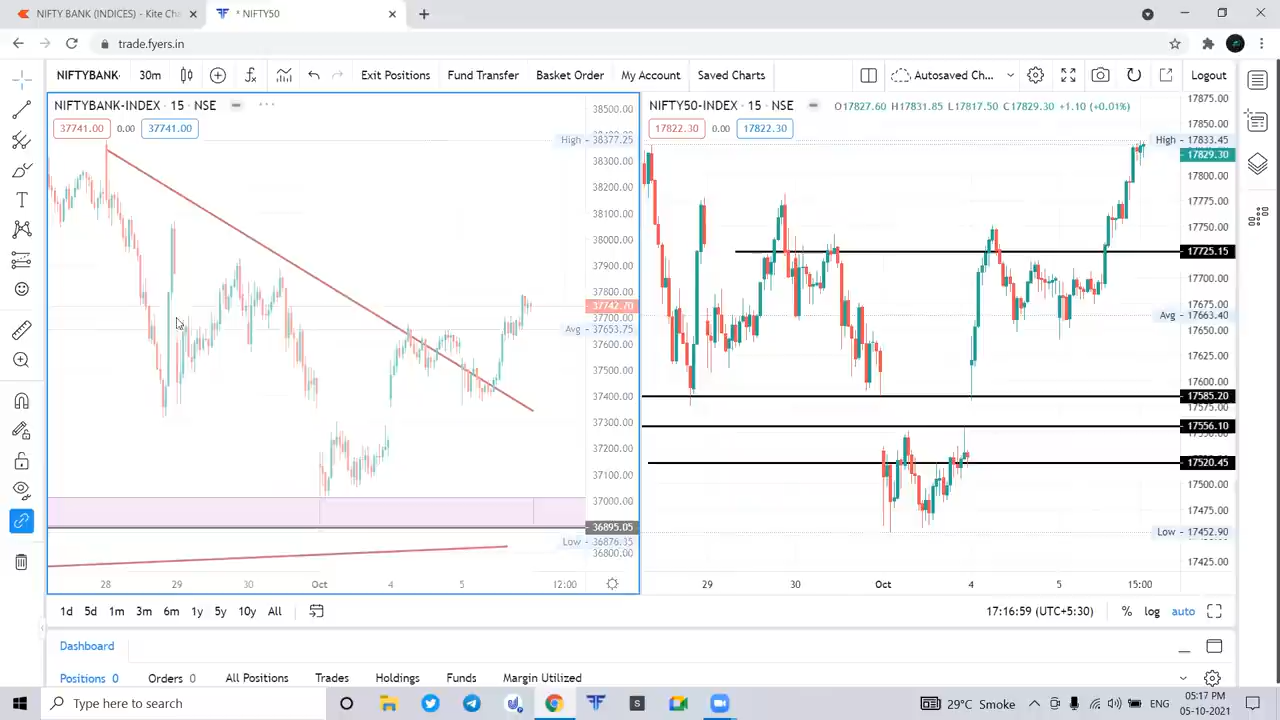 NIFTY BANK (INDICES) - Kite Cha
* NIFTY50
trade.fyers.in
NIFTYBANK- 30m Exit Positions Fund Transfer Basket Order My Account Saved Charts Autosaved Ch... Logout
NIFTYBANK-INDEX · 15 · NSE
37741.00 0.00 37741.00
38500.00
High - 38377.25
38200.00
38100.00
38000.00
37900.00
37800.00
37742.70
37700.00
Avg - 37653.75
37600.00
37500.00
37400.00
37300.00
37200.00
37100.00
37000.00
36895.05
Low - 36876.35
36800.00
28 29 30 Oct 4 5 12:00
NIFTY50-INDEX · 15 · NSE O17827.60 H17831.85 L17817.50 C17829.30 +1.10 (+0.01%)
17822.30 0.00 17822.30
17875.00
17850.00
High - 17833.45
17829.30
17800.00
17775.00
17750.00
17725.15
17700.00
17675.00
Avg - 17663.40
17650.00
17625.00
17600.00
17585.20
17575.00
17556.10
17520.45
17500.00
17475.00
Low - 17452.90
17425.00
29 30 Oct 4 5 15:00
1d 5d 1m 3m 6m 1y 5y 10y All 17:16:59 (UTC+5:30) % log auto
Dashboard
Positions 0 Orders 0 All Positions Trades Holdings Funds Margin Utilized
Type here to search 29°C Smoke ENG 05:17 PM
05-10-2021